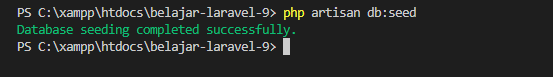 PS C:\xampp\htdocs\belajar-laravel-9> php artisan db:seed
Database seeding completed successfully.
PS C:\xampp\htdocs\belajar-laravel-9>